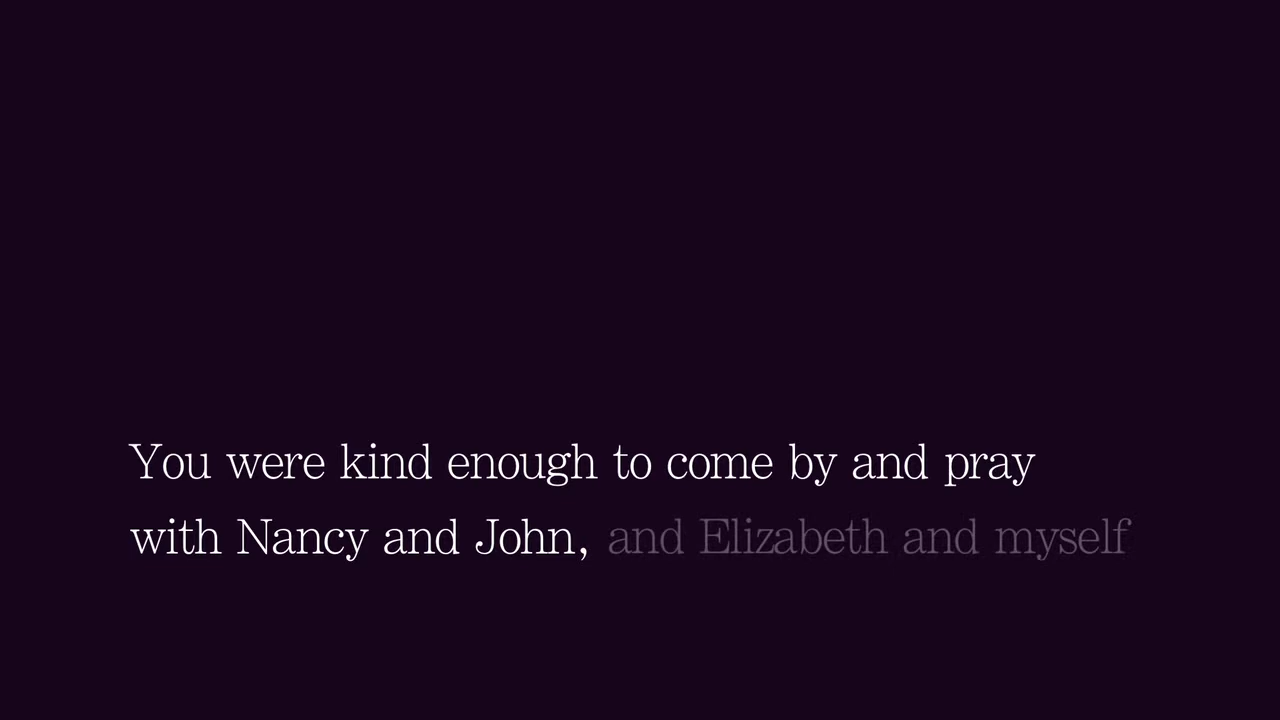 You were kind enough to come by and pray
with Nancy and John, and Elizabeth and myself